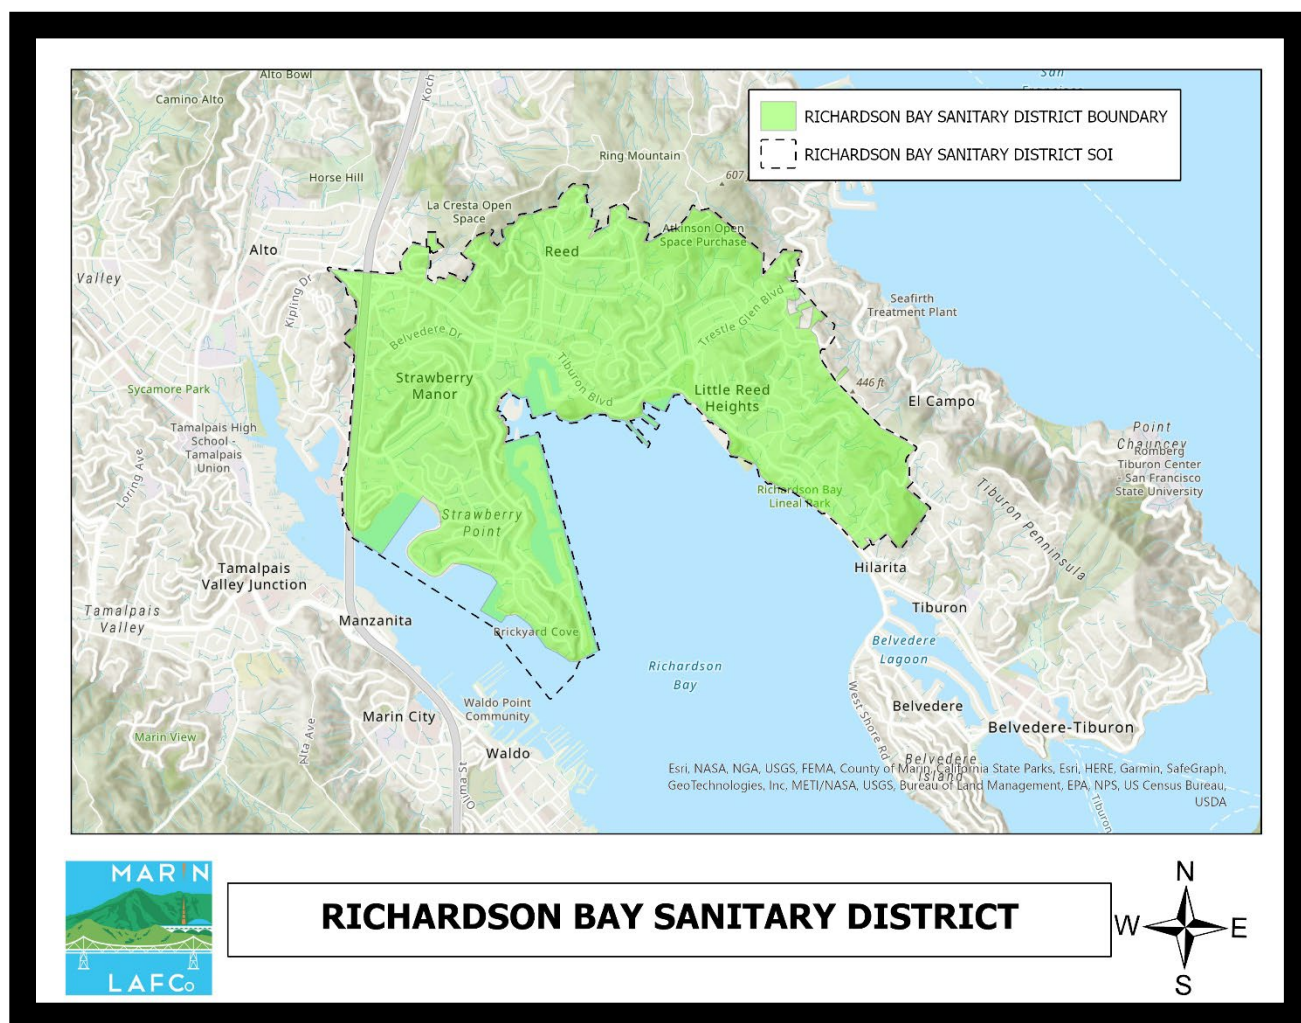 Alto Bowl
San
Camino Alto
Koch
RICHARDSON BAY SANITARY DISTRICT BOUNDARY
RICHARDSON BAY SANITARY DISTRICT SOI
Ring Mountain
607
Horse Hill
La Cresta Open
Space
Atkinson Open
Space Purchase
Alto
Reed
Valley
Kipling Dr
Seafirth
Treatment Plant
Trestle Glen Blvd
Belvedere Dr
Tiburon Blvd
Strawberry
Manor
Sycamore Park
Little Reed
Heights
446 ft
El Campo
Tamalpais High
School -
Tamalpais
Union
Loring Ave
Point
Chauncey
Romberg
Tiburon Center
- San Francisco
State University
Richardson Bay
Lineal Park
Tiburon Penninsula
Strawberry
Point
Tamalpais
Valley Junction
Hilarita
Tamalpais
Valley
Manzanita
Tiburon
Brickyard Cove
Belvedere
Lagoon
Richardson
Bay
Waldo Point
Community
Marin City
West Shore Rd
Belvedere
Belvedere-Tiburon
Marin View
Alta Ave
Waldo
Belvedere
Island
Olima St
Tiburon
Esri, NASA, NGA, USGS, FEMA, County of Marin, California State Parks, Esri, HERE, Garmin, SafeGraph,
GeoTechnologies, Inc, METI/NASA, USGS, Bureau of Land Management, EPA, NPS, US Census Bureau,
USDA
MARIN
LAFCo
RICHARDSON BAY SANITARY DISTRICT
N
W
E
S